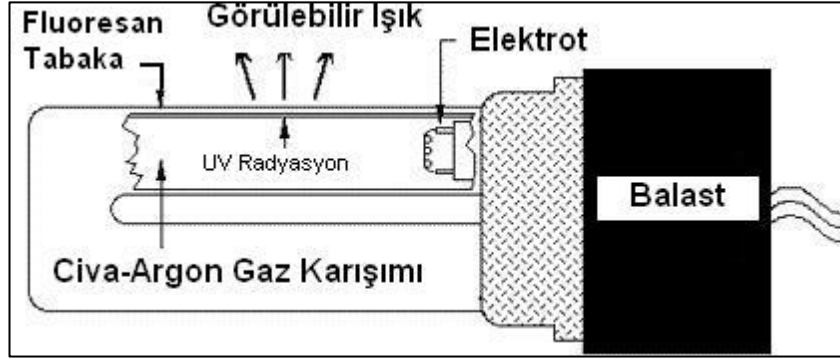 Fluoresan
Tabaka
Görülebilir Işık
Elektrot
UV Radyasyon
Balast
Civa-Argon Gaz Karışımı